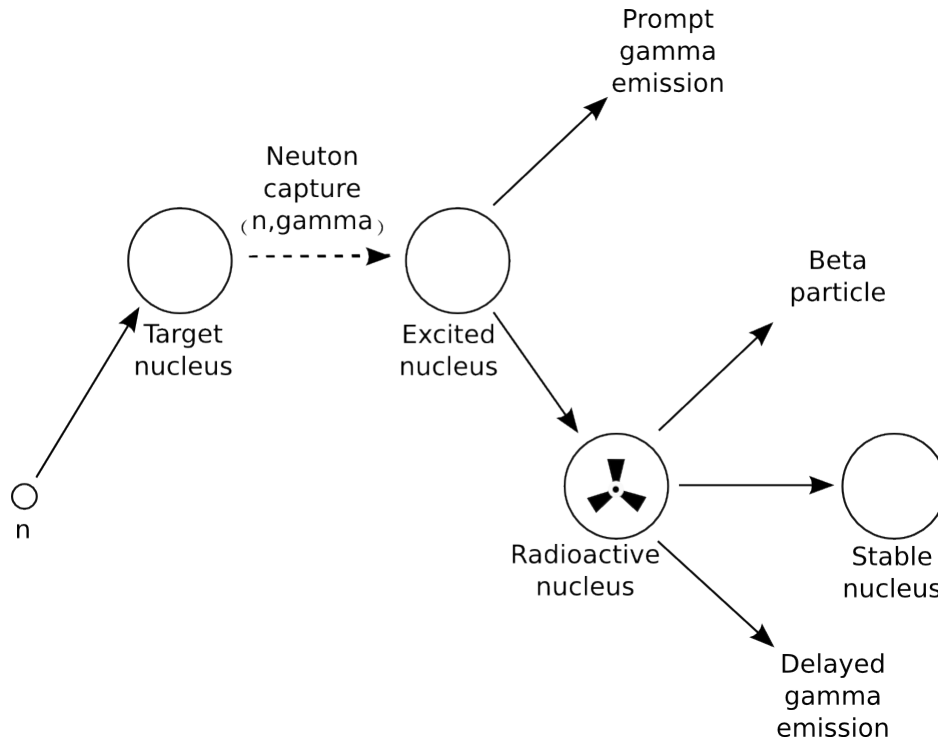 Prompt
gamma
emission
Neuton
capture
(n,gamma)
Target
nucleus
Excited
nucleus
Beta
particle
n
Radioactive
nucleus
Stable
nucleus
Delayed
gamma
emission